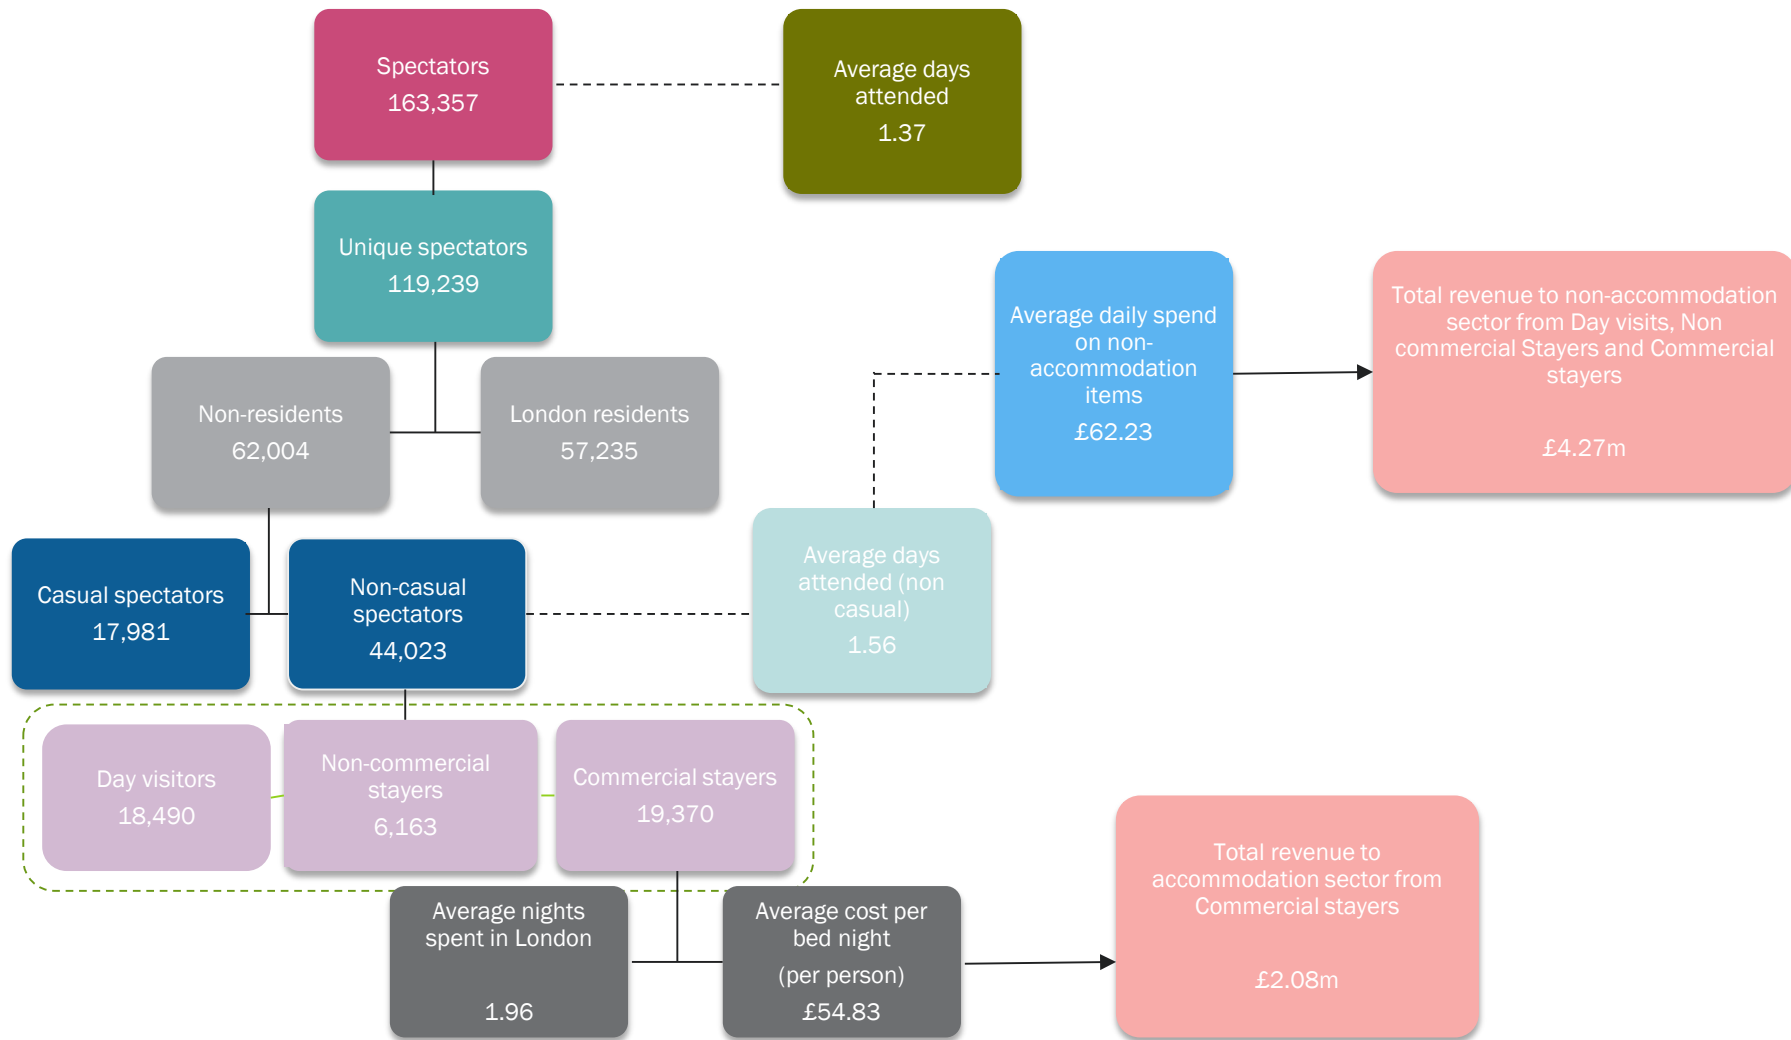 Spectators
163,357
Average days
attended
1.37
Unique spectators
119,239
Average daily spend
on non-
accommodation
items
£62.23
Total revenue to non-accommodation
sector from Day visits, Non
commercial Stayers and Commercial
stayers
£4.27m
Non-residents
62,004
London residents
57,235
Casual spectators
17,981
Non-casual
spectators
44,023
Average days
attended (non
casual)
1.56
Day visitors
18,490
Non-commercial
stayers
6,163
Commercial stayers
19,370
Average nights
spent in London
1.96
Average cost per
bed night
(per person)
£54.83
Total revenue to
accommodation sector from
Commercial stayers
£2.08m